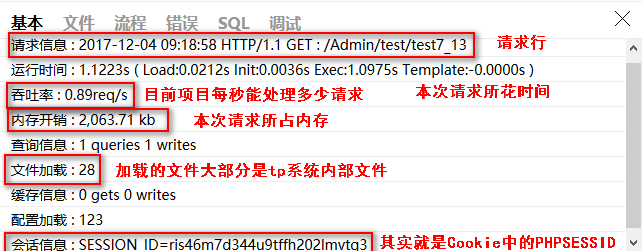 基本 文件 流程 错误 SQL 调试
请求信息 : 2017-12-04 09:18:58 HTTP/1.1 GET : /Admin/test/test7_13 请求行
运行时间 : 1.1223s ( Load:0.0212s Init:0.0036s Exec:1.0975s Template:-0.0000s )
吞吐率 : 0.89req/s 目前项目每秒能处理多少请求 本次请求所花时间
内存开销 : 2,063.71 kb 本次请求所占内存
查询信息 : 1 queries 1 writes
文件加载 : 28 加载的文件大部分是tp系统内部文件
缓存信息 : 0 gets 0 writes
配置加载 : 123
会话信息 : SESSION_ID=ris46m7d344u9tffh202lmvtq3 其实就是Cookie中的PHPSESSID